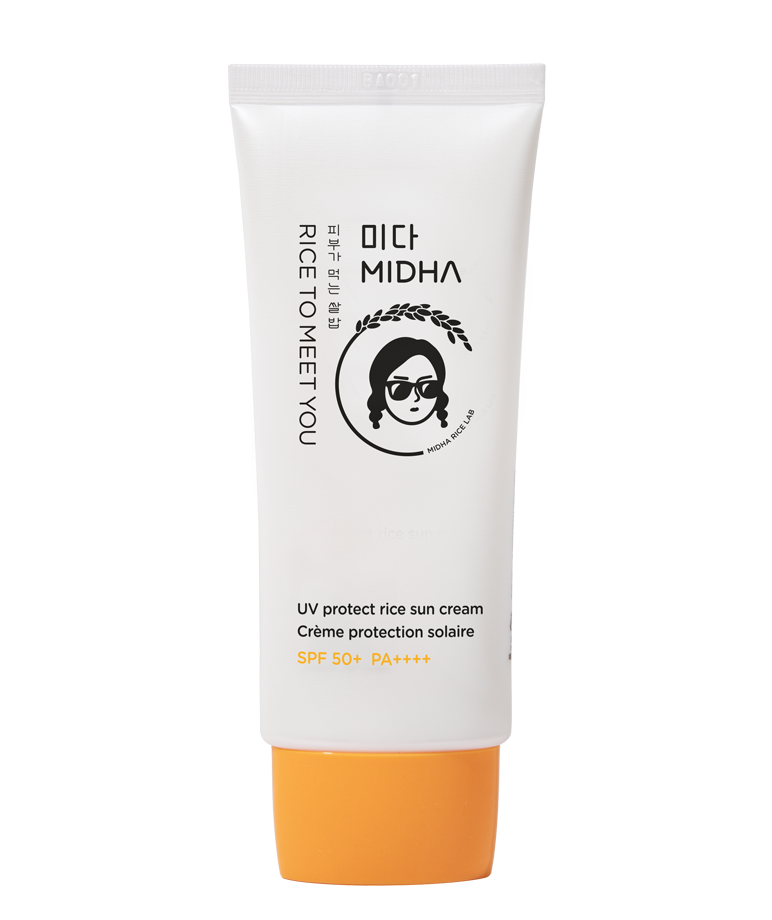 미다
MIDHA
피부가 먹는 쌀밥
RICE TO MEET YOU
MIDHA RICE LAB
UV protect rice sun cream
Crème protection solaire
SPF 50+ PA++++